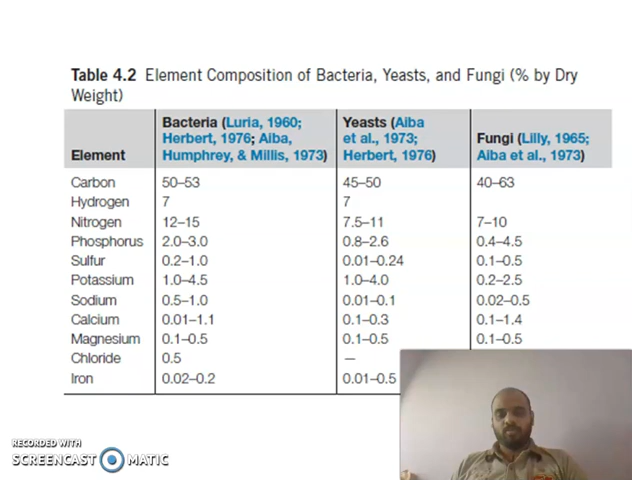 Table 4.2 Element Composition of Bacteria, Yeasts, and Fungi (% by Dry
Weight)
Element Bacteria (Luria, 1960; Herbert, 1976; Aiba, Humphrey, & Millis, 1973) Yeasts (Aiba et al., 1973; Herbert, 1976) Fungi (Lilly, 1965; Aiba et al., 1973)
Carbon 50–53 45–50 40–63
Hydrogen 7 7
Nitrogen 12–15 7.5–11 7–10
Phosphorus 2.0–3.0 0.8–2.6 0.4–4.5
Sulfur 0.2–1.0 0.01–0.24 0.1–0.5
Potassium 1.0–4.5 1.0–4.0 0.2–2.5
Sodium 0.5–1.0 0.01–0.1 0.02–0.5
Calcium 0.01–1.1 0.1–0.3 0.1–1.4
Magnesium 0.1–0.5 0.1–0.5 0.1–0.5
Chloride 0.5 —
Iron 0.02–0.2 0.01–0.5
RECORDED WITH
SCREENCAST MATIC